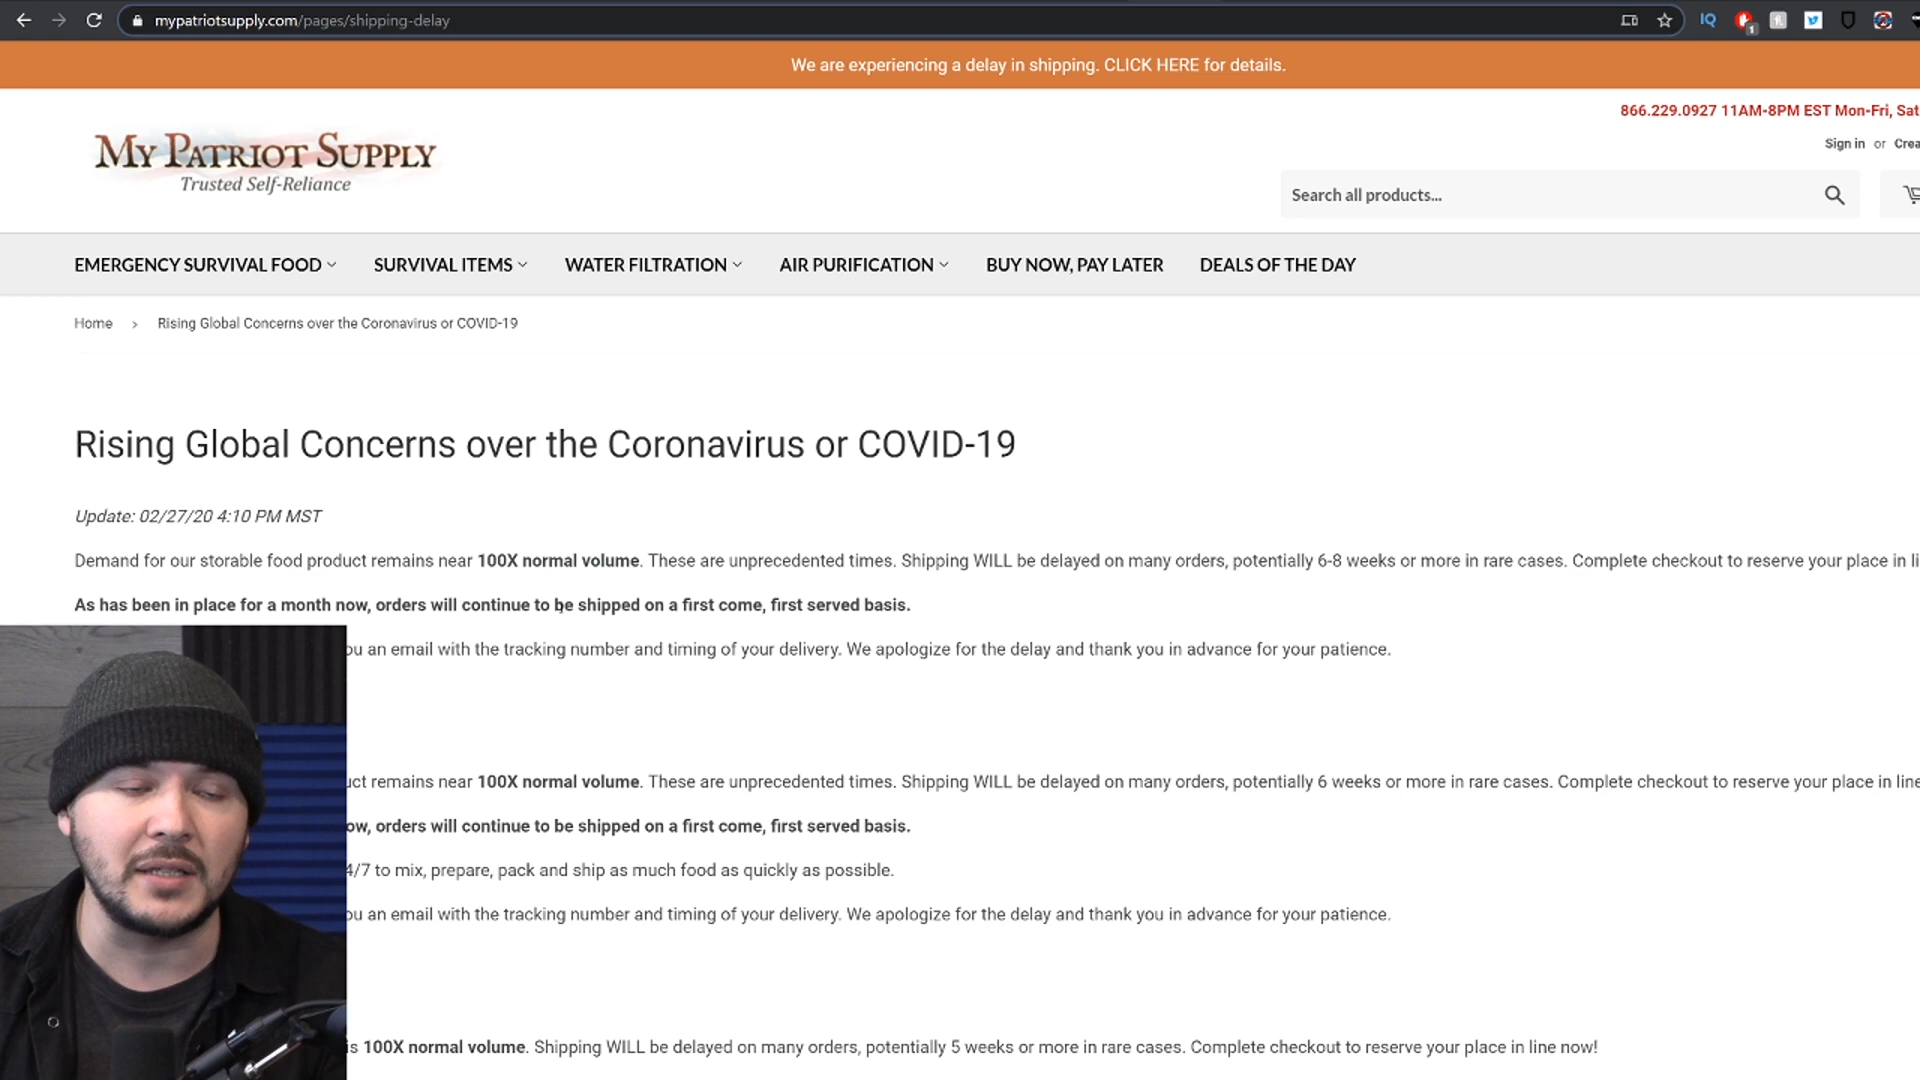 mypatriotsupply.com/pages/shipping-delay
IQ
1
We are experiencing a delay in shipping. CLICK HERE for details.
866.229.0927 11AM-8PM EST Mon-Fri, Sat
MY PATRIOT SUPPLY
Trusted Self-Reliance
Sign in or Crea
Search all products...
EMERGENCY SURVIVAL FOOD SURVIVAL ITEMS WATER FILTRATION AIR PURIFICATION BUY NOW, PAY LATER DEALS OF THE DAY
Home › Rising Global Concerns over the Coronavirus or COVID-19
Rising Global Concerns over the Coronavirus or COVID-19
Update: 02/27/20 4:10 PM MST
Demand for our storable food product remains near 100X normal volume. These are unprecedented times. Shipping WILL be delayed on many orders, potentially 6-8 weeks or more in rare cases. Complete checkout to reserve your place in li
As has been in place for a month now, orders will continue to be shipped on a first come, first served basis.
ou an email with the tracking number and timing of your delivery. We apologize for the delay and thank you in advance for your patience.
uct remains near 100X normal volume. These are unprecedented times. Shipping WILL be delayed on many orders, potentially 6 weeks or more in rare cases. Complete checkout to reserve your place in line
ow, orders will continue to be shipped on a first come, first served basis.
4/7 to mix, prepare, pack and ship as much food as quickly as possible.
ou an email with the tracking number and timing of your delivery. We apologize for the delay and thank you in advance for your patience.
is 100X normal volume. Shipping WILL be delayed on many orders, potentially 5 weeks or more in rare cases. Complete checkout to reserve your place in line now!